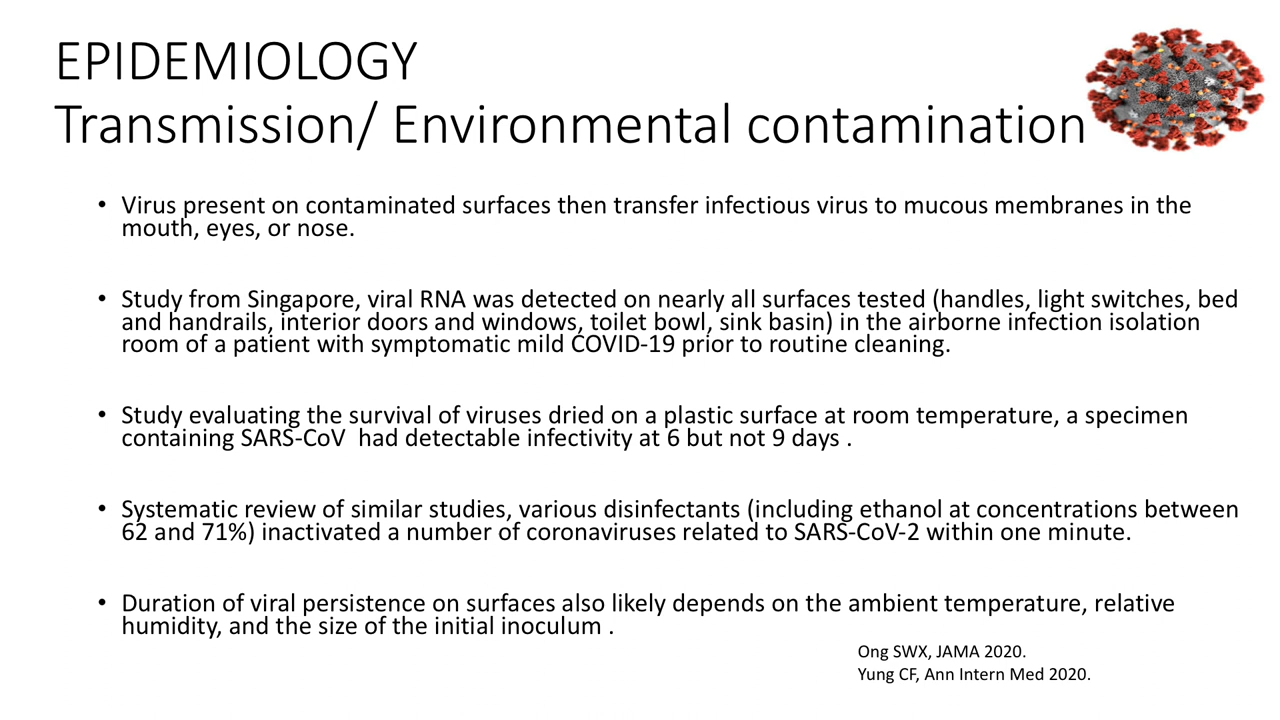 EPIDEMIOLOGY
Transmission/ Environmental contamination
• Virus present on contaminated surfaces then transfer infectious virus to mucous membranes in the
mouth, eyes, or nose.
• Study from Singapore, viral RNA was detected on nearly all surfaces tested (handles, light switches, bed
and handrails, interior doors and windows, toilet bowl, sink basin) in the airborne infection isolation
room of a patient with symptomatic mild COVID-19 prior to routine cleaning.
• Study evaluating the survival of viruses dried on a plastic surface at room temperature, a specimen
containing SARS-CoV  had detectable infectivity at 6 but not 9 days .
• Systematic review of similar studies, various disinfectants (including ethanol at concentrations between
62 and 71%) inactivated a number of coronaviruses related to SARS-CoV-2 within one minute.
• Duration of viral persistence on surfaces also likely depends on the ambient temperature, relative
humidity, and the size of the initial inoculum .
Ong SWX, JAMA 2020.
Yung CF, Ann Intern Med 2020.